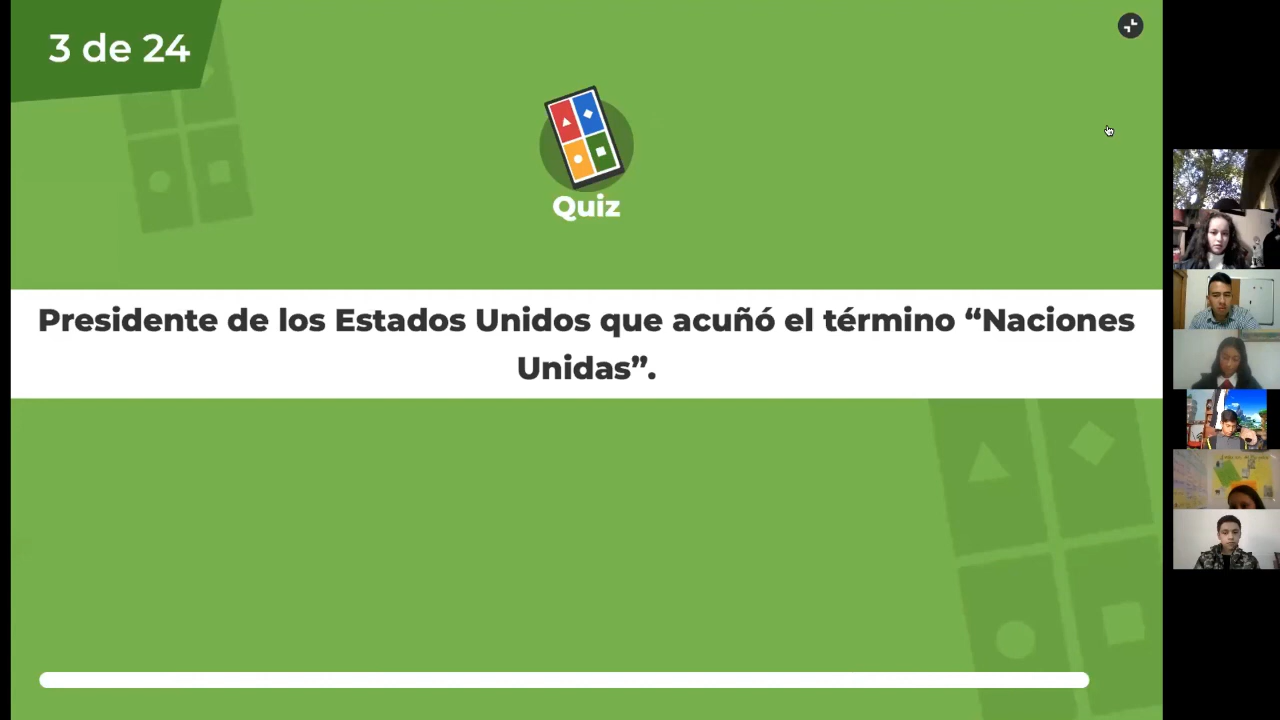 3 de 24
Quiz
Presidente de los Estados Unidos que acuñó el término “Naciones
Unidas”.